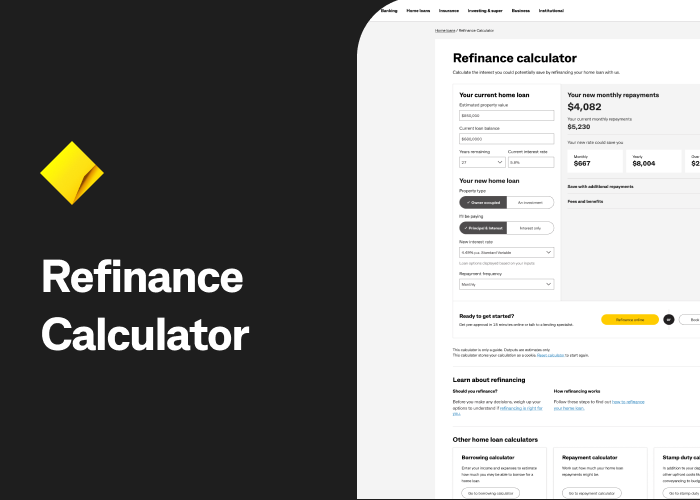 Refinance
Calculator
Banking Home loans Insurance Investing & super Business Institutional
Home loans / Refinance Calculator
Refinance calculator
Calculate the interest you could potentially save by refinancing your home loan with us.
Your current home loan
Estimated property value
$850,000
Current loan balance
Years remaining Current interest rate
27 5.8%
Your new home loan
Property type
✓ Owner occupied An investment
I'll be paying
✓ Principal & interest Interest only
New interest rate
Standard Variable
Loan options displayed based on your inputs
Repayment frequency
Monthly
Your new monthly repayments
$4,082
Your current monthly repayments
$5,230
Your new rate could save you
Monthly Yearly Over
$667 $8,004 $2
Save with additional repayments
Fees and benefits
Ready to get started?
Get pre-approval in 15 minutes online or talk to a lending specialist.
Refinance online or Book
This calculator is only a guide. Outputs are estimates only.
This calculator stores your calculation as a cookie. Reset calculator to start again.
Learn about refinancing
Should you refinance?
Before you make any decisions, weigh up your
options to understand if refinancing is right for
you.
How refinancing works
Follow these steps to find out how to refinance
your home loan.
Other home loan calculators
Borrowing calculator
Enter your income and expenses to estimate
how much you may be able to borrow for a
home loan.
Go to borrowing calculator
Repayment calculator
Work out how much your home loan
repayments might be.
Go to repayment calculator
Stamp duty cal
In addition to your dep
other upfront costs fro
conveyancing to lende
Go to stamp duty